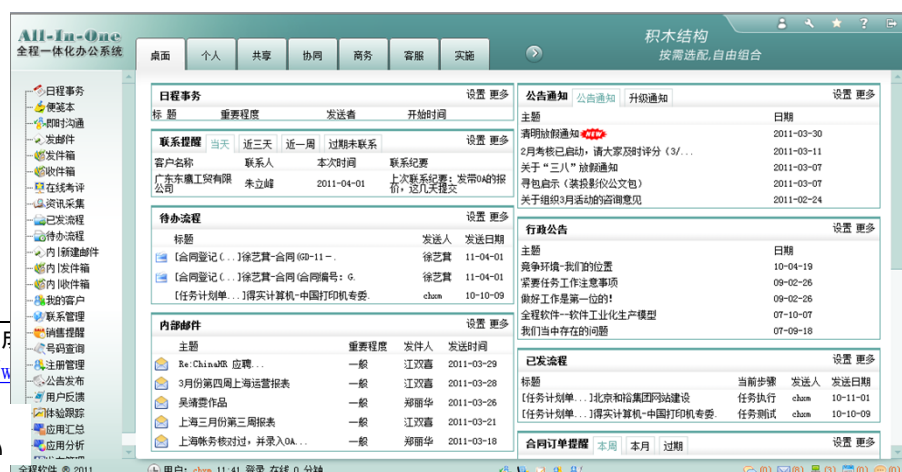 All-In-One
全程一体化办公系统
桌面 个人 共享 协同 商务 客服 实施
积木结构
按需选配,自由组合
日程事务
便笺本
即时沟通
发邮件
发件箱
收件箱
在线考评
资讯采集
已发流程
待办流程
内|新建邮件
内|发件箱
内|收件箱
我的客户
联系管理
销售提醒
号码查询
注册管理
公告发布
用户反馈
体验跟踪
应用汇总
应用分析
日程事务 设置 更多
标 题 重要程度 发送者 开始时间
联系提醒 当天 近三天 近一周 过期未联系 设置 更多
客户名称 联系人 本次时间 联系纪要
广东东鹰工贸有限公司 朱立峰 2011-04-01 上次联系纪要：发带OA的报价，这几天提交
待办流程 设置 更多
标题 发送人 发送日期
[合同登记(...]徐艺萁-合同(GD-11－. 徐艺萁 11-04-01
[合同登记(...]徐艺萁-合同(合同编号：G. 徐艺萁 11-04-01
[任务计划单...]得实计算机-中国打印机专委. chxm 10-10-09
内部邮件 设置 更多
主题 重要程度 发件人 发送时间
Re:ChinaHR 应聘... 一般 江双喜 2011-03-29
3月份第四周上海运营报表 一般 江双喜 2011-03-28
吴清雯作品 一般 郑丽华 2011-03-26
上海三月份第三周报表 一般 江双喜 2011-03-21
上海帐务核对过，并录入OA... 一般 郑丽华 2011-03-18
公告通知 公告通知 升级通知 设置 更多
主题 日期
清明放假通知 2011-03-30
2月考核已启动，请大家及时评分（3/... 2011-03-11
关于“三八”放假通知 2011-03-07
寻包启示（装投影仪公文包） 2011-03-07
关于组织3月活动的咨询意见 2011-02-24
行政公告 设置 更多
主题 日期
竞争环境-我们的位置 10-04-19
紧要任务工作注意事项 09-02-26
做好工作是第一位的! 09-02-26
全程软件--软件工业化生产模型 07-10-07
我们当中存在的问题 07-09-18
已发流程 设置 更多
标题 当前步骤 发送人 发送日期
[任务计划单...]北京和裕集团网站建设 任务执行 chxm 10-11-01
[任务计划单...]得实计算机-中国打印机专委. 任务测试 chxm 10-10-09
合同订单提醒 本周 本月 过期 设置 更多
全程软件 © 2011 用户: chxm 11:41 登录 在线 0 分钟 (0) (0) (3) (0) (0)